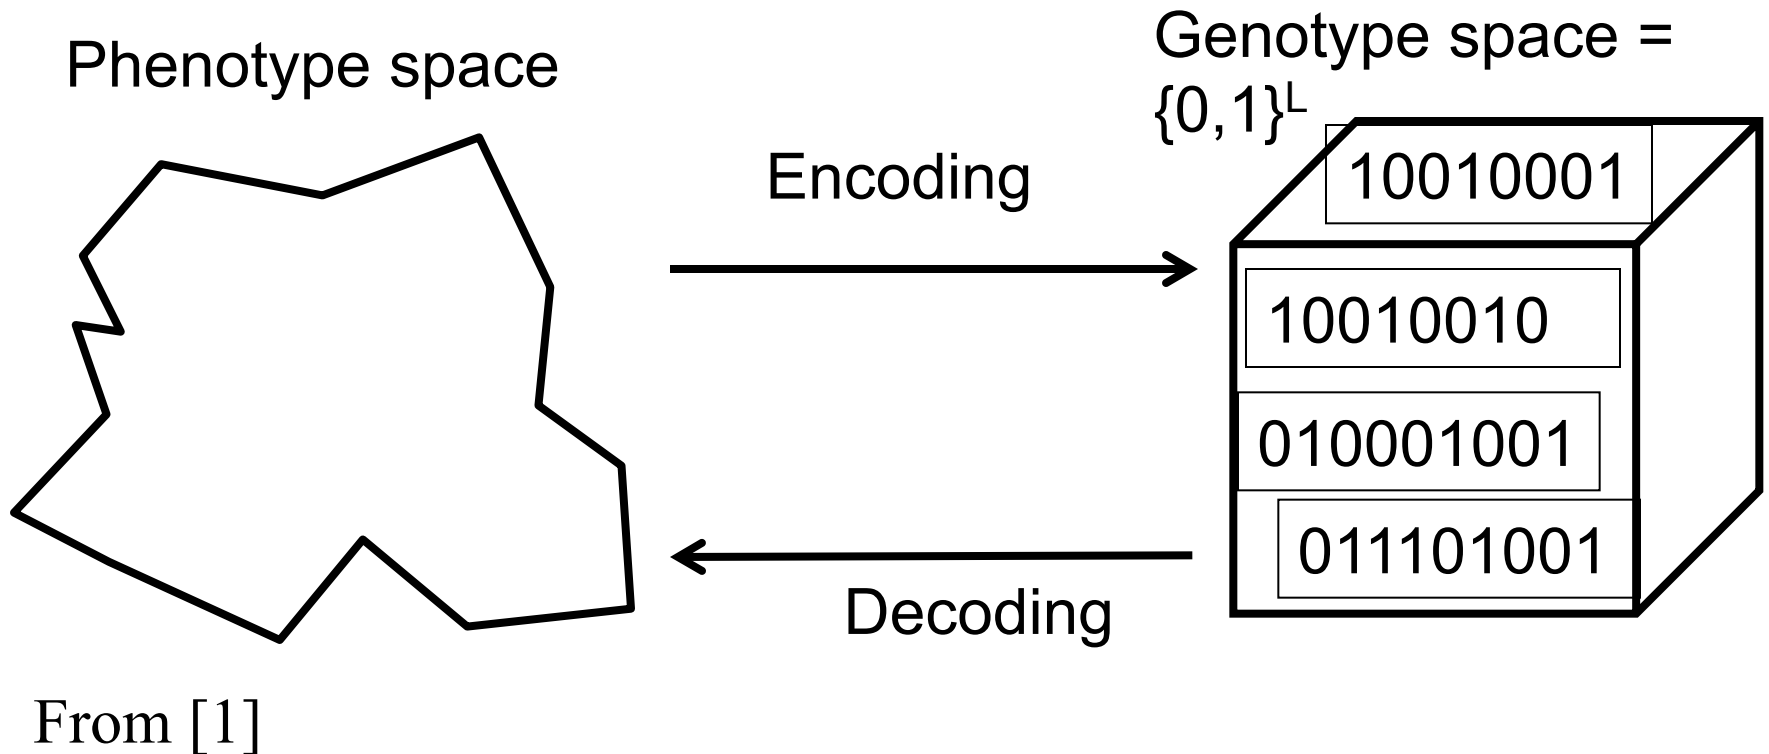 Phenotype space
Genotype space =
{0,1}ᴸ
Encoding
10010001
10010010
010001001
011101001
Decoding
From [1]